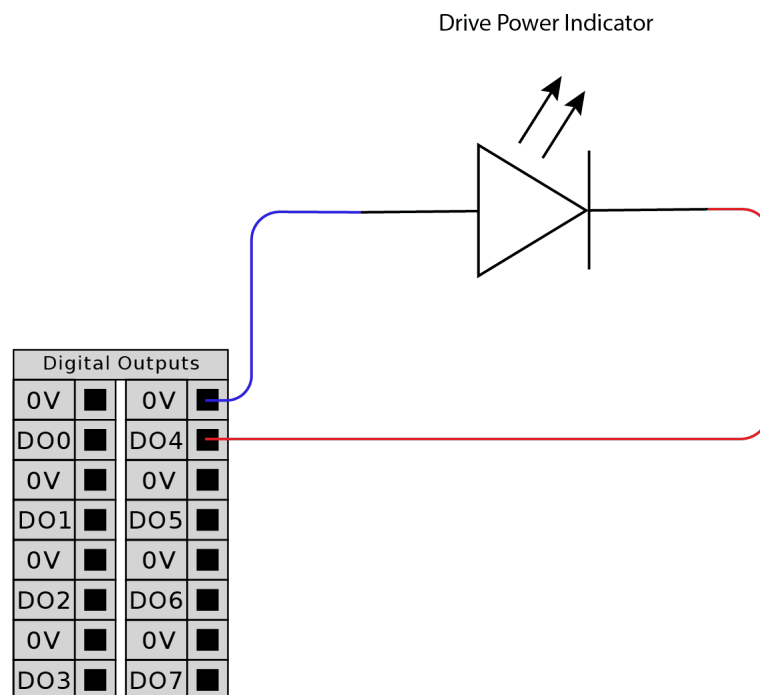 Drive Power Indicator
Digital Outputs
0V 0V
DO0 DO4
0V 0V
DO1 DO5
0V 0V
DO2 DO6
0V 0V
DO3 DO7